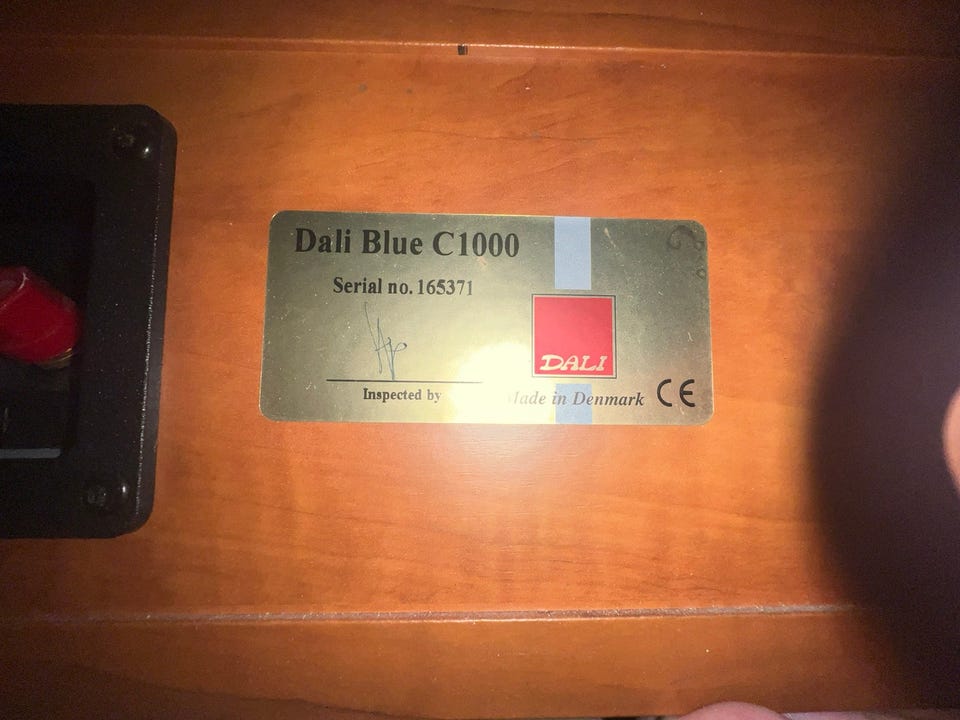 Dali Blue C1000
Serial no. 165371
DALI
Inspected by
Made in Denmark CE